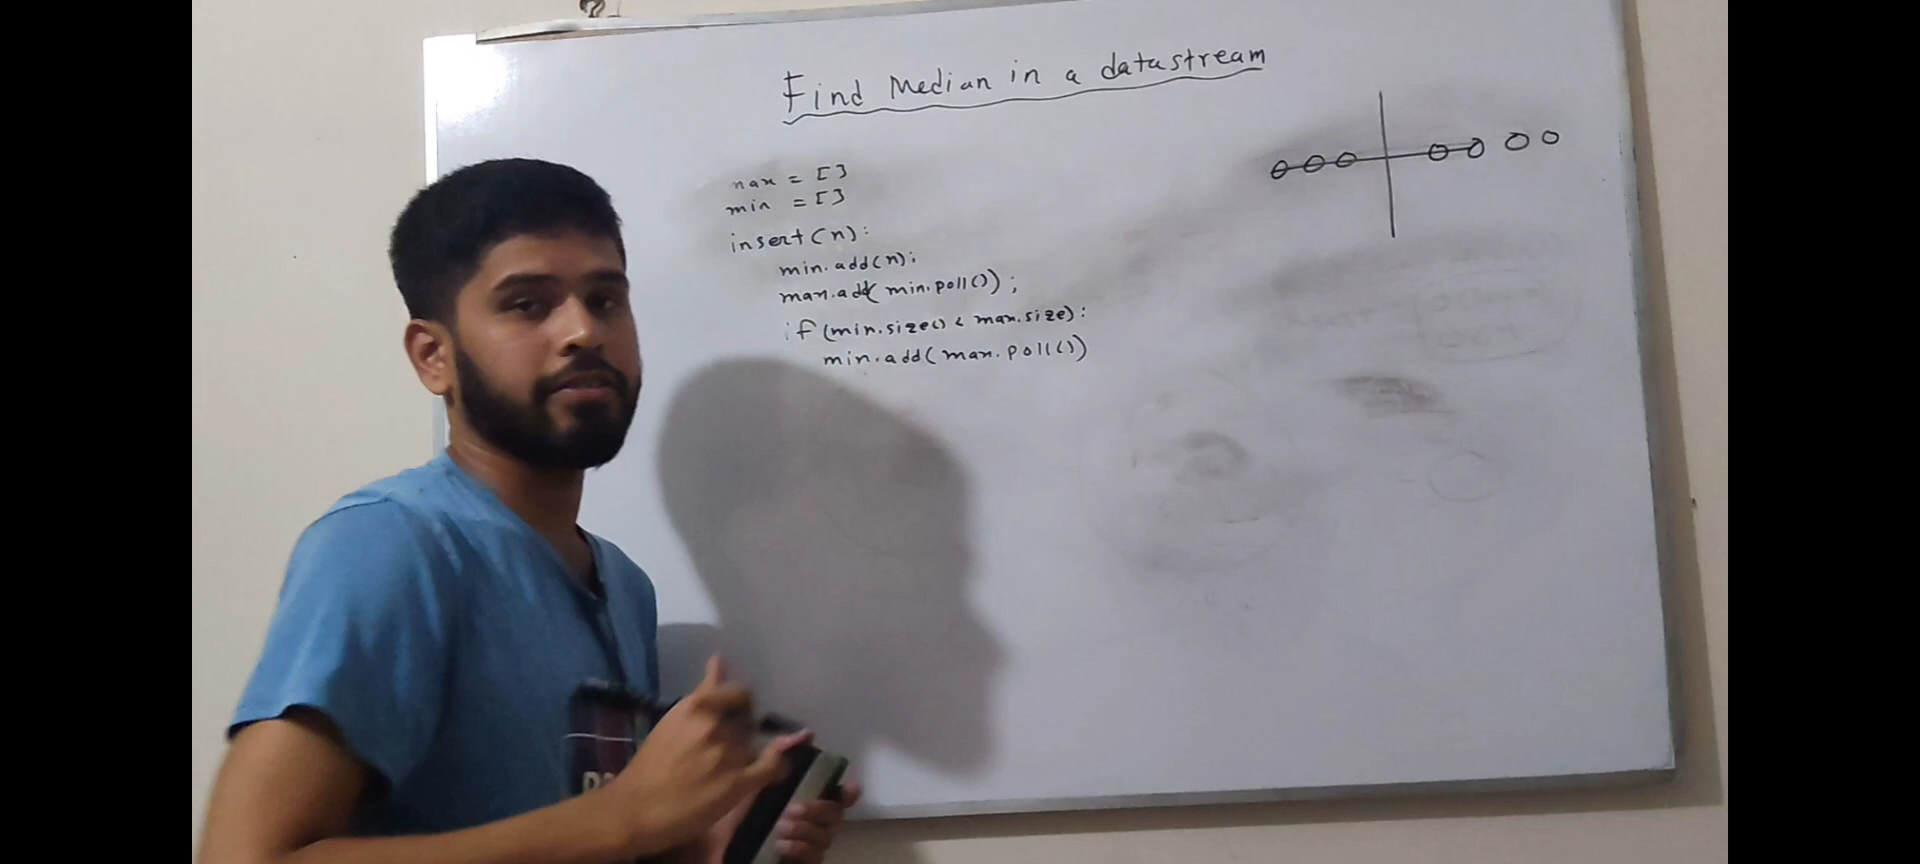 Find Median in a datastream
max = []
min = []
insert(n):
min.add(n);
max.add(min.poll());
if(min.size() < max.size):
min.add(max.poll())